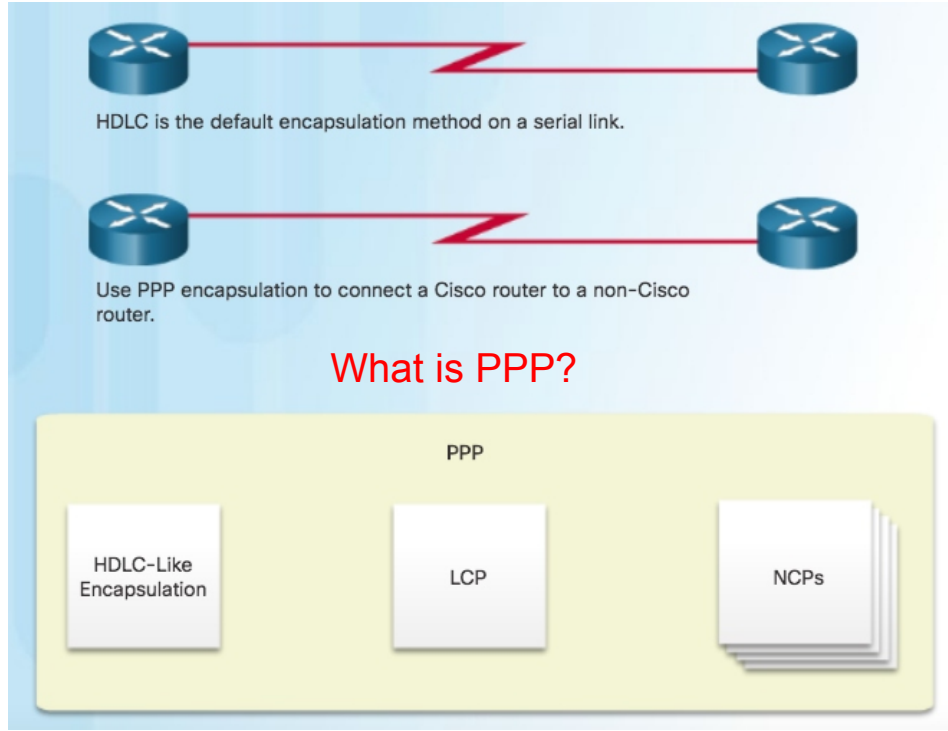 HDLC is the default encapsulation method on a serial link.
Use PPP encapsulation to connect a Cisco router to a non-Cisco
router.
What is PPP?
PPP
HDLC-Like
Encapsulation
LCP
NCPs